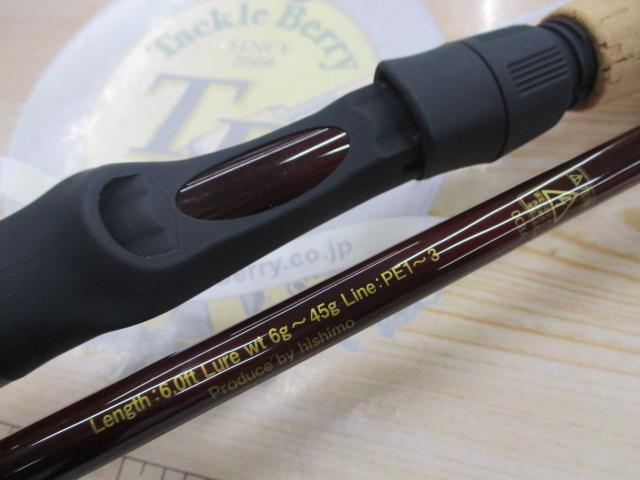 Tackle Berry
SINCE
2000
berry.co.jp
Length:6.0ft Lure wt 6g～45g Line:PE1～3
Produce by hishimo